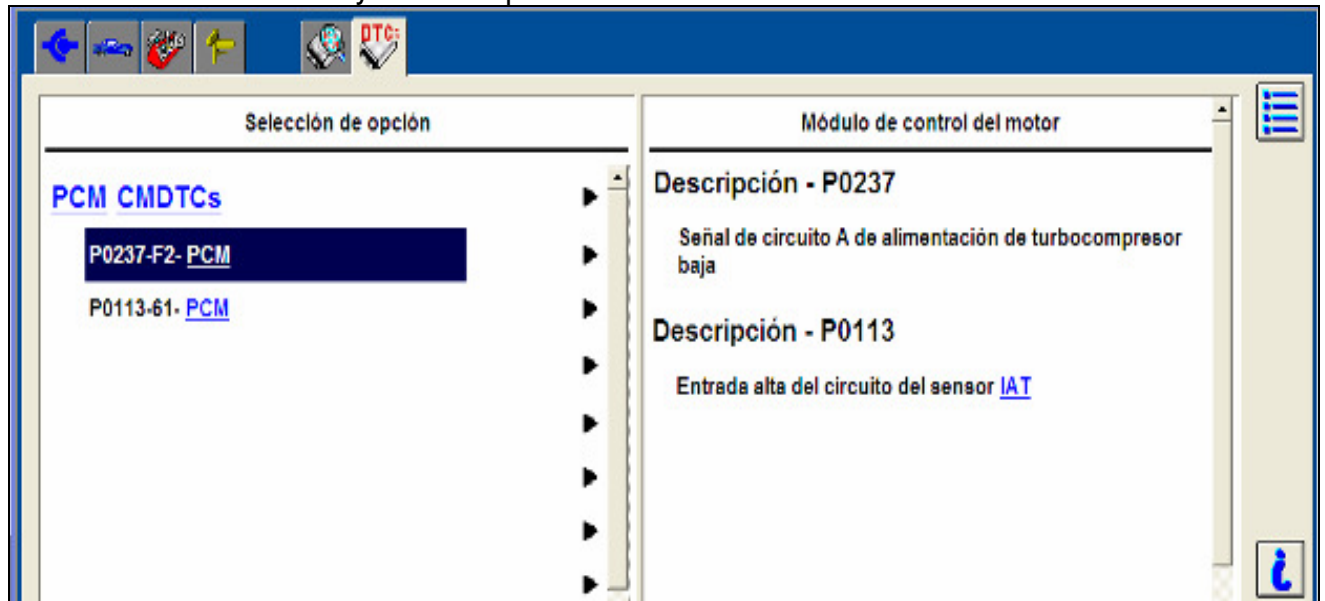 DTC:
Selección de opción
Módulo de control del motor
PCM CMDTCs
P0237-F2- PCM
P0113-61- PCM
Descripción - P0237
Señal de circuito A de alimentación de turbocompresor
baja
Descripción - P0113
Entrada alta del circuito del sensor IAT